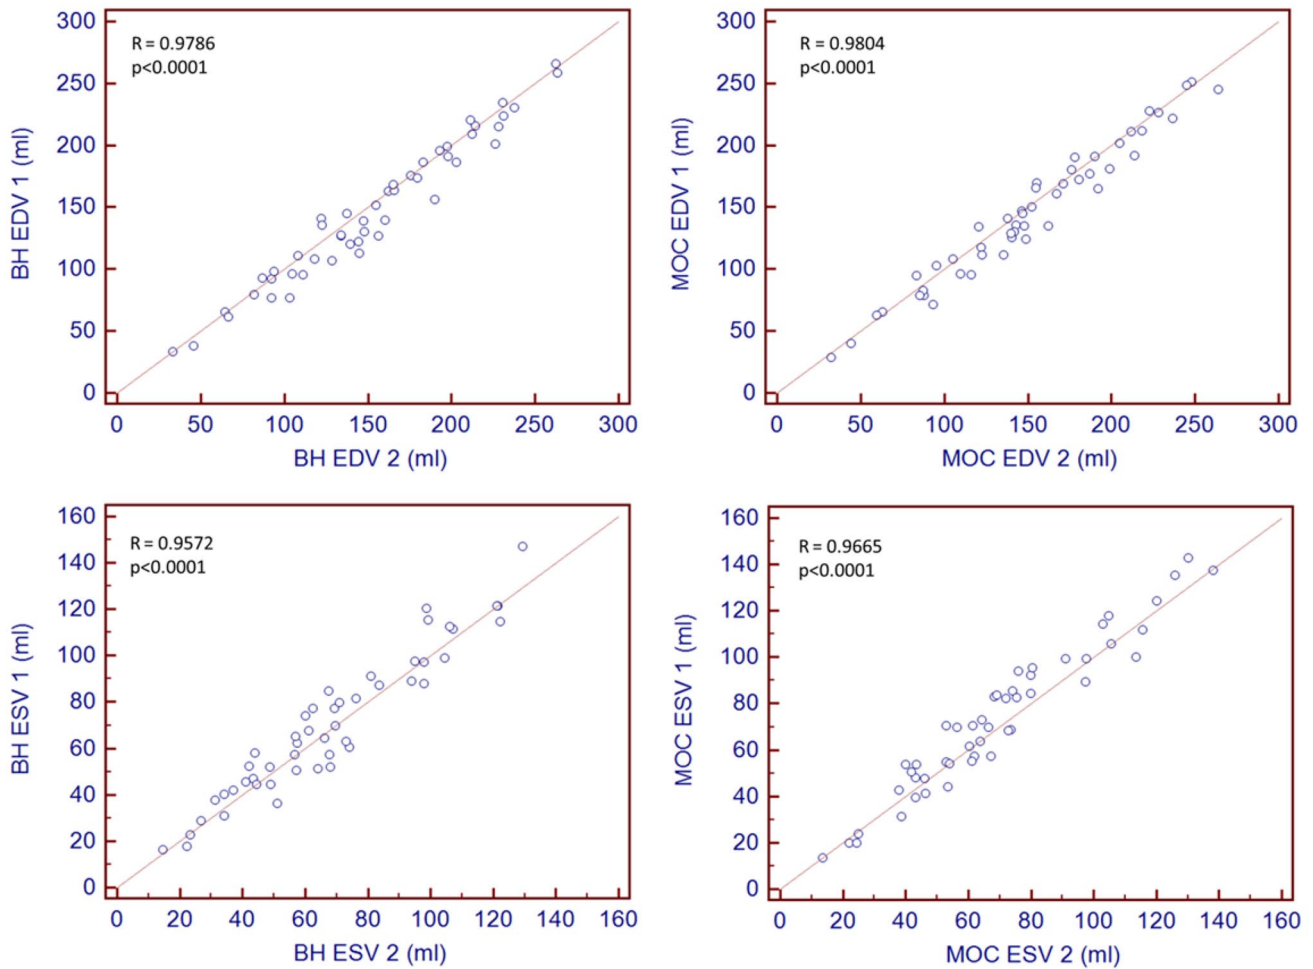 R = 0.9786
p<0.0001
300
250
200
150
100
50
0
BH EDV 1 (ml)
0 50 100 150 200 250 300
BH EDV 2 (ml)
R = 0.9804
p<0.0001
300
250
200
150
100
50
0
MOC EDV 1 (ml)
0 50 100 150 200 250 300
MOC EDV 2 (ml)
R = 0.9572
p<0.0001
160
140
120
100
80
60
40
20
0
BH ESV 1 (ml)
0 20 40 60 80 100 120 140 160
BH ESV 2 (ml)
R = 0.9665
p<0.0001
160
140
120
100
80
60
40
20
0
MOC ESV 1 (ml)
0 20 40 60 80 100 120 140 160
MOC ESV 2 (ml)